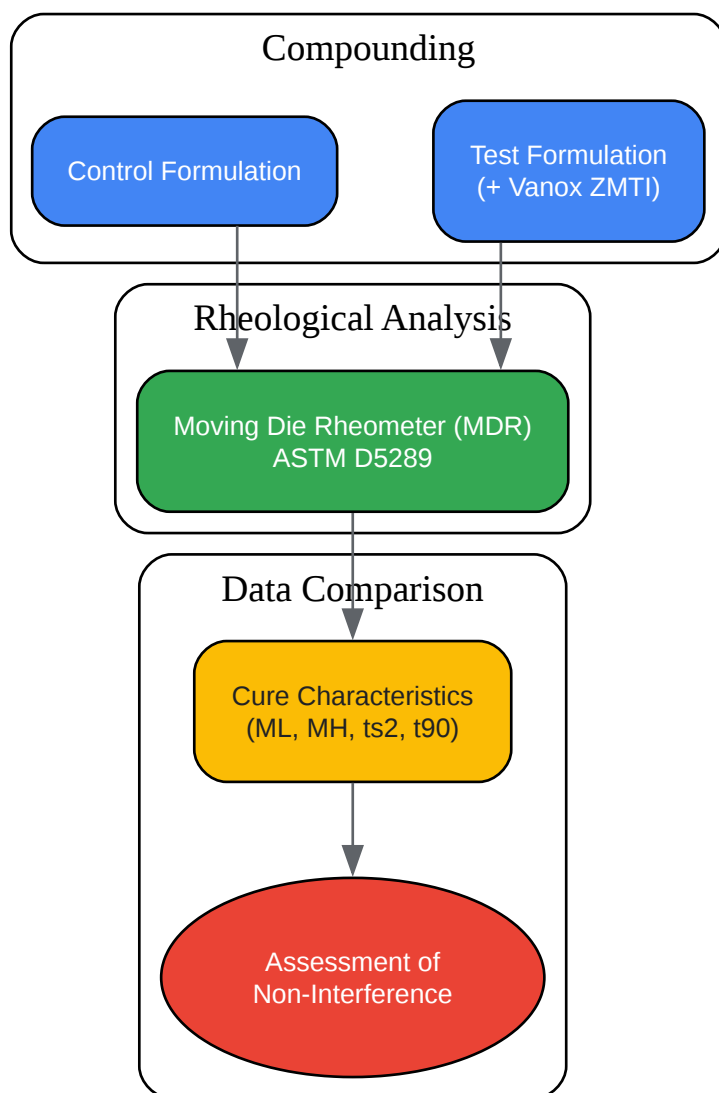 Compounding
Control Formulation
Test Formulation
(+ Vanox ZMTI)
Rheological Analysis
Moving Die Rheometer (MDR)
ASTM D5289
Data Comparison
Cure Characteristics
(ML, MH, ts2, t90)
Assessment of
Non-Interference